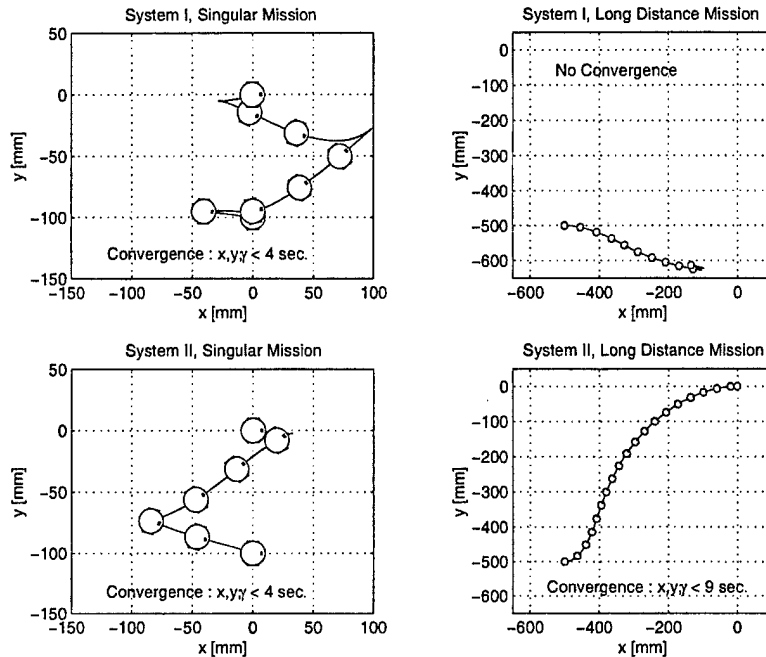 System I, Singular Mission
50
0
−50
−100
−150
y [mm]
Convergence : x,y,γ < 4 sec.
−150 −100 −50 0 50 100
x [mm]
System I, Long Distance Mission
0
−100
−200
−300
−400
−500
−600
y [mm]
No Convergence
−600 −400 −200 0
x [mm]
System II, Singular Mission
50
0
−50
−100
−150
y [mm]
Convergence : x,y,γ < 4 sec.
−150 −100 −50 0 50 100
x [mm]
System II, Long Distance Mission
0
−100
−200
−300
−400
−500
−600
y [mm]
Convergence : x,y,γ < 9 sec.
−600 −400 −200 0
x [mm]